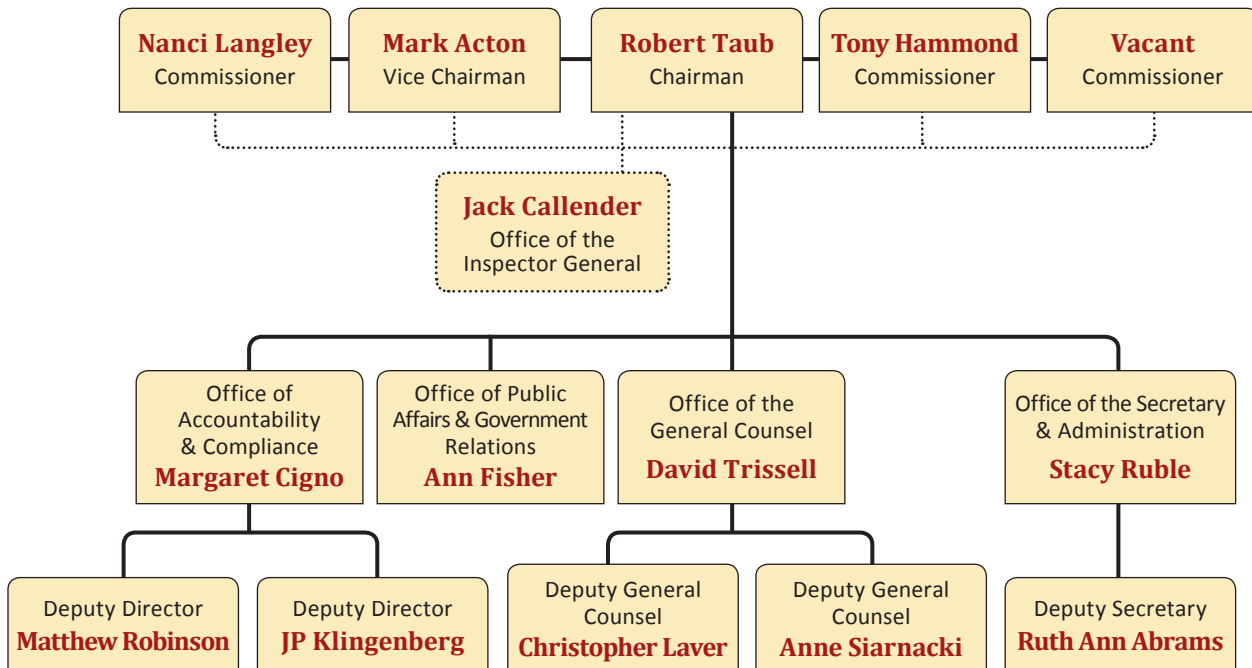 Nanci Langley
Commissioner
Mark Acton
Vice Chairman
Robert Taub
Chairman
Tony Hammond
Commissioner
Vacant
Commissioner
Jack Callender
Office of the
Inspector General
Office of
Accountability
& Compliance
Margaret Cigno
Office of Public
Affairs & Government
Relations
Ann Fisher
Office of the
General Counsel
David Trissell
Office of the Secretary
& Administration
Stacy Ruble
Deputy Director
Matthew Robinson
Deputy Director
JP Klingenberg
Deputy General
Counsel
Christopher Laver
Deputy General
Counsel
Anne Siarnacki
Deputy Secretary
Ruth Ann Abrams